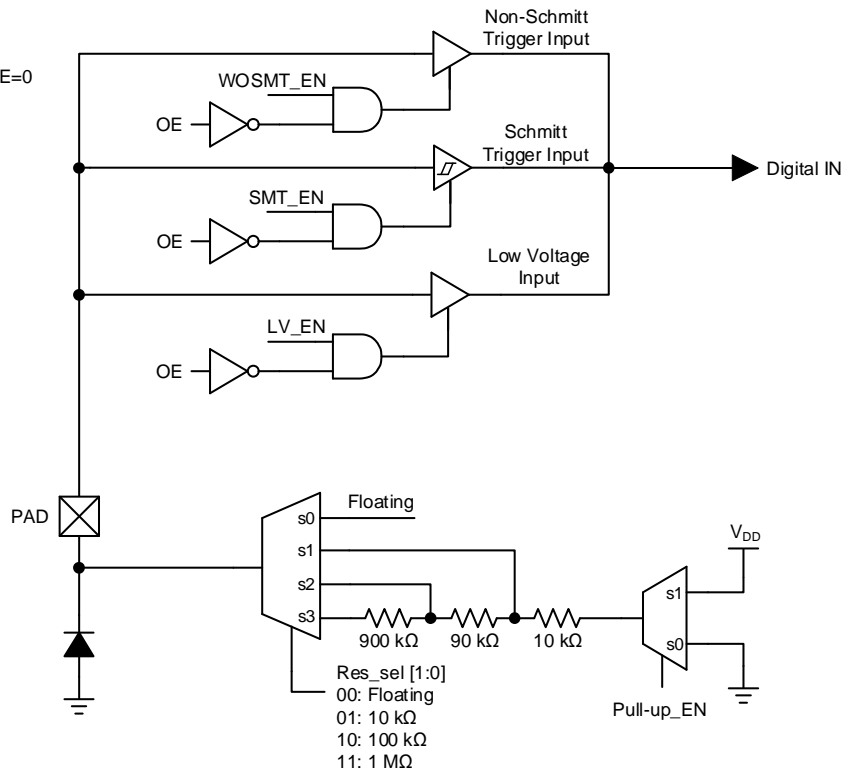 Non-Schmitt
Trigger Input
E=0
WOSMT_EN
OE
Schmitt
Trigger Input
Digital IN
SMT_EN
OE
Low Voltage
Input
LV_EN
OE
PAD
Floating
s0
s1
s2
s3
900 kΩ
90 kΩ
10 kΩ
VDD
s1
s0
Pull-up_EN
Res_sel [1:0]
00: Floating
01: 10 kΩ
10: 100 kΩ
11: 1 MΩ